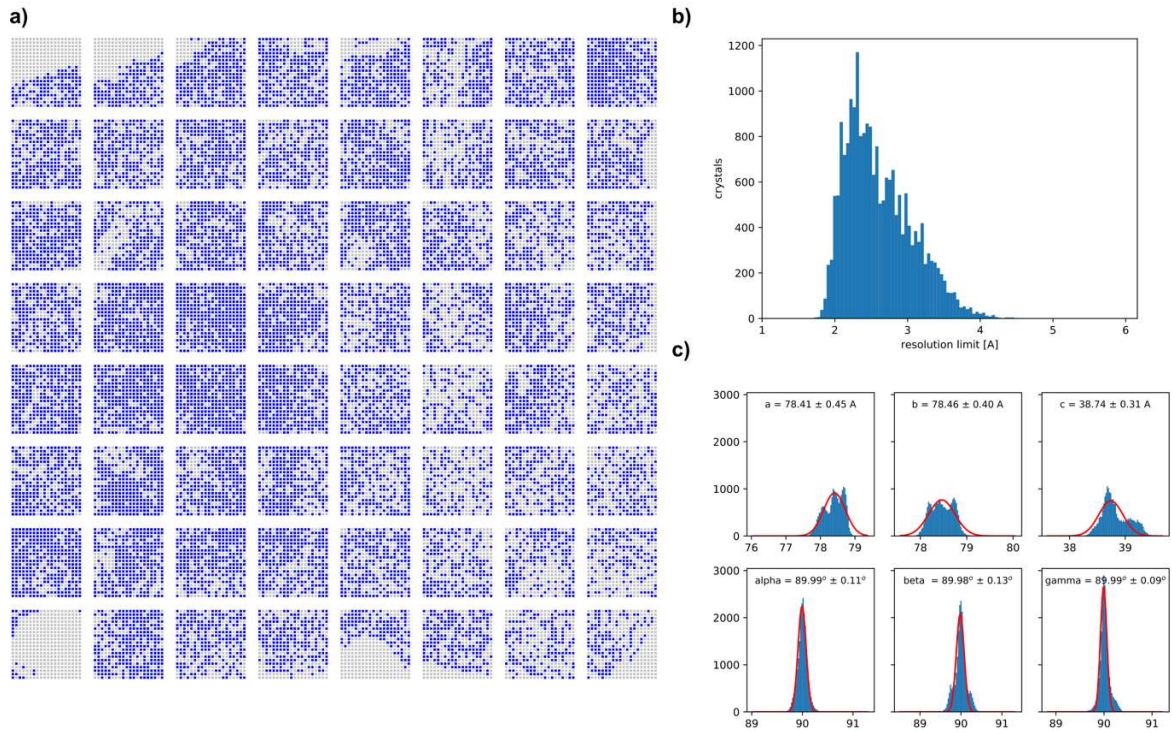 a)
b)
1200
1000
800
600
400
200
0
crystals
1 2 3 4 5 6
resolution limit [A]
c)
3000
2000
1000
0
a = 78.41 ± 0.45 A
b = 78.46 ± 0.40 A
c = 38.74 ± 0.31 A
76 77 78 79
78 79 80
38 39
3000
2000
1000
0
alpha = 89.99° ± 0.11°
beta = 89.98° ± 0.13°
gamma = 89.99° ± 0.09°
89 90 91
89 90 91
89 90 91